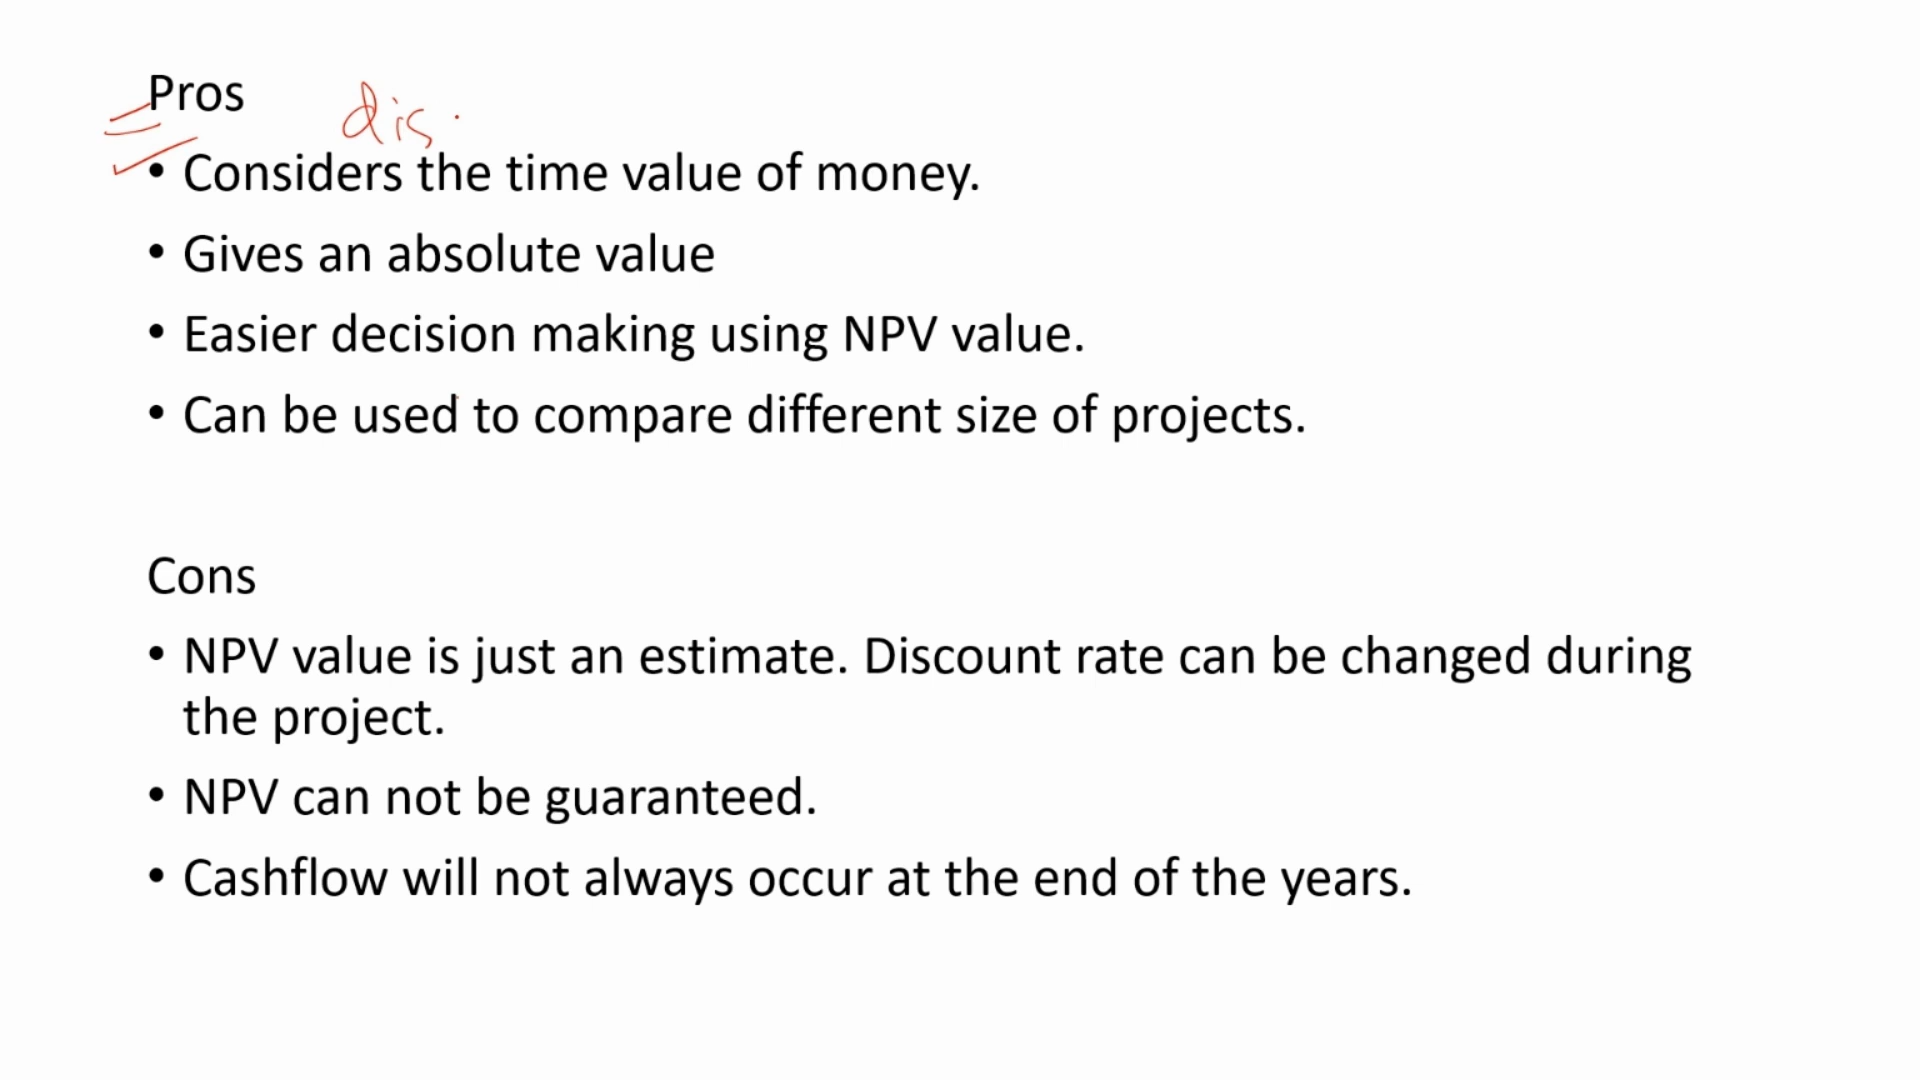 Pros
dis.
• Considers the time value of money.
• Gives an absolute value
• Easier decision making using NPV value.
• Can be used to compare different size of projects.
Cons
• NPV value is just an estimate. Discount rate can be changed during
the project.
• NPV can not be guaranteed.
• Cashflow will not always occur at the end of the years.